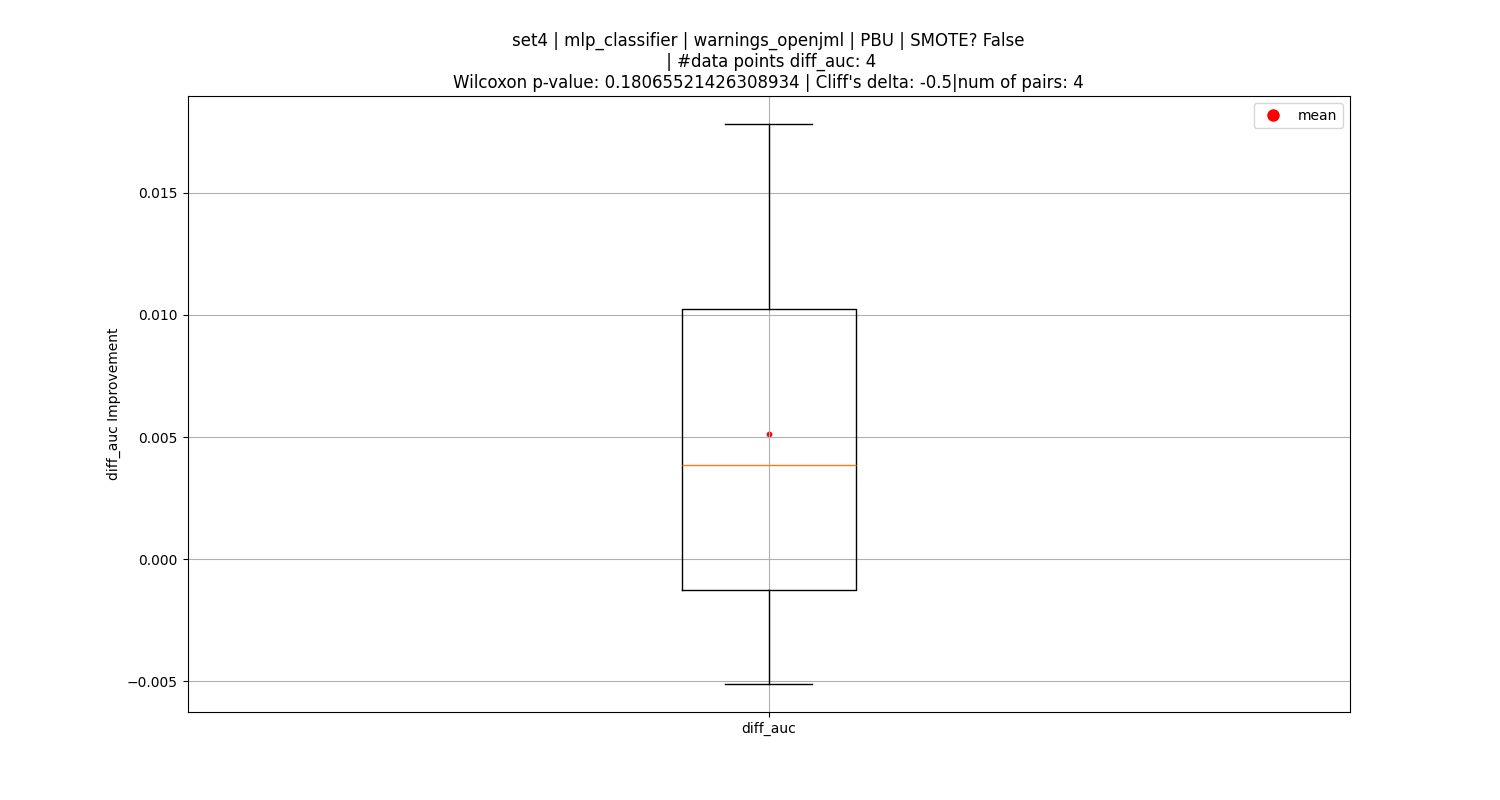 set4 | mlp_classifier | warnings_openjml | PBU | SMOTE? False
| #data points diff_auc: 4
Wilcoxon p-value: 0.18065521426308934 | Cliff's delta: -0.5|num of pairs: 4
mean
0.015
0.010
0.005
0.000
−0.005
diff_auc Improvement
diff_auc